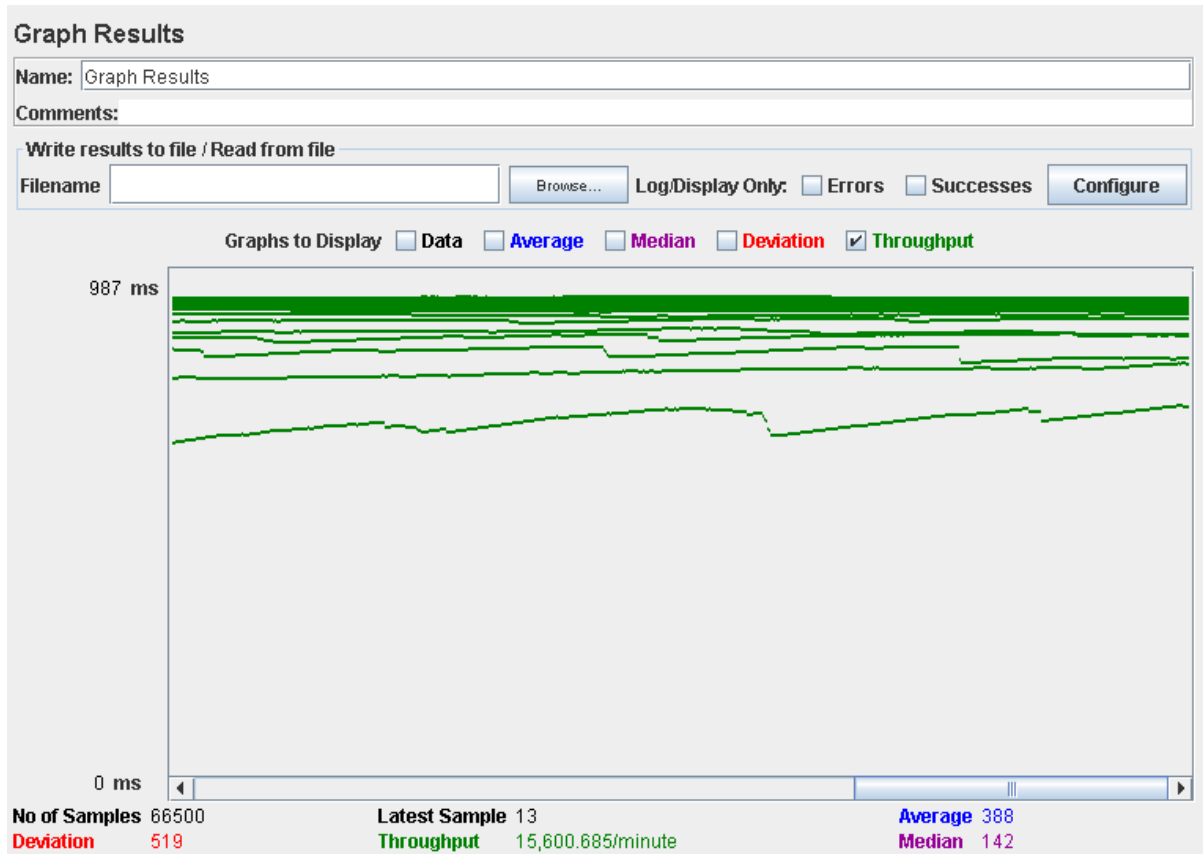 Graph Results
Name: Graph Results
Comments:
Write results to file / Read from file
Filename Browse... Log/Display Only: Errors Successes Configure
Graphs to Display Data Average Median Deviation Throughput
987 ms
0 ms
No of Samples 66500 Latest Sample 13 Average 388
Deviation 519 Throughput 15,600.685/minute Median 142